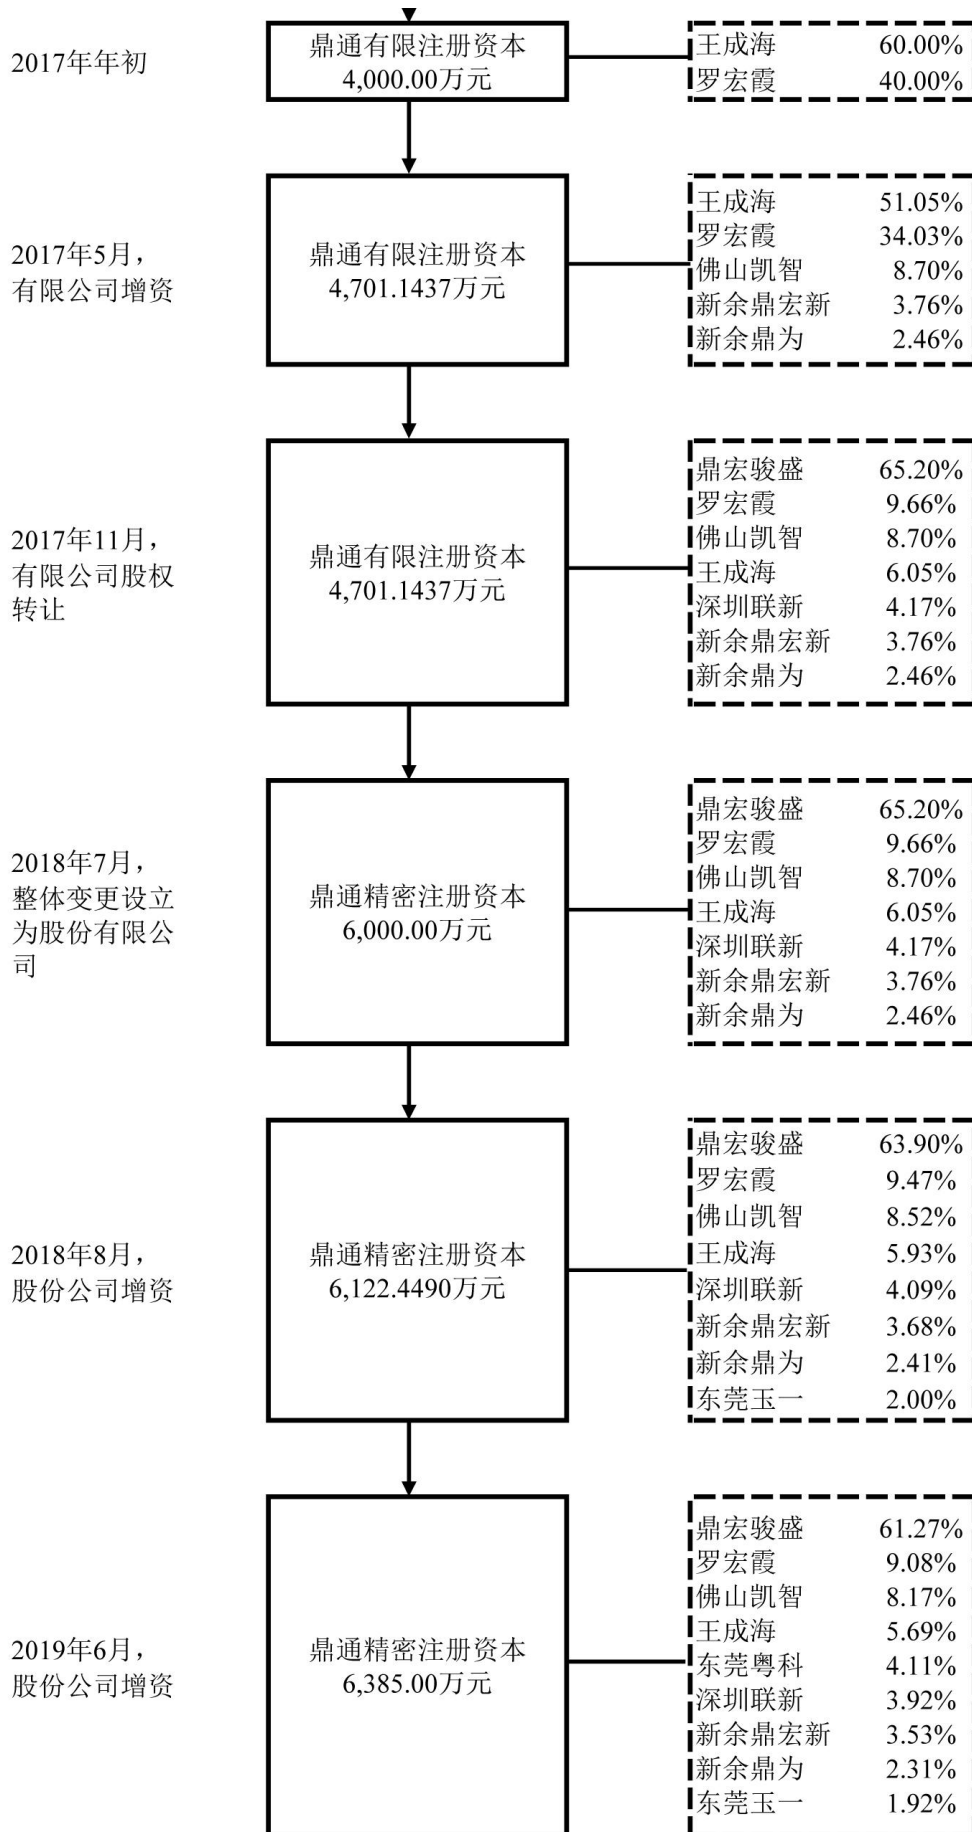 2017年年初
鼎通有限注册资本
4,000.00万元
王成海 60.00%
罗宏霞 40.00%
2017年5月，
有限公司增资
鼎通有限注册资本
4,701.1437万元
王成海 51.05%
罗宏霞 34.03%
佛山凯智 8.70%
新余鼎宏新 3.76%
新余鼎为 2.46%
2017年11月，
有限公司股权
转让
鼎通有限注册资本
4,701.1437万元
鼎宏骏盛 65.20%
罗宏霞 9.66%
佛山凯智 8.70%
王成海 6.05%
深圳联新 4.17%
新余鼎宏新 3.76%
新余鼎为 2.46%
2018年7月，
整体变更设立
为股份有限公
司
鼎通精密注册资本
6,000.00万元
鼎宏骏盛 65.20%
罗宏霞 9.66%
佛山凯智 8.70%
王成海 6.05%
深圳联新 4.17%
新余鼎宏新 3.76%
新余鼎为 2.46%
2018年8月，
股份公司增资
鼎通精密注册资本
6,122.4490万元
鼎宏骏盛 63.90%
罗宏霞 9.47%
佛山凯智 8.52%
王成海 5.93%
深圳联新 4.09%
新余鼎宏新 3.68%
新余鼎为 2.41%
东莞玉一 2.00%
2019年6月，
股份公司增资
鼎通精密注册资本
6,385.00万元
鼎宏骏盛 61.27%
罗宏霞 9.08%
佛山凯智 8.17%
王成海 5.69%
东莞粤科 4.11%
深圳联新 3.92%
新余鼎宏新 3.53%
新余鼎为 2.31%
东莞玉一 1.92%